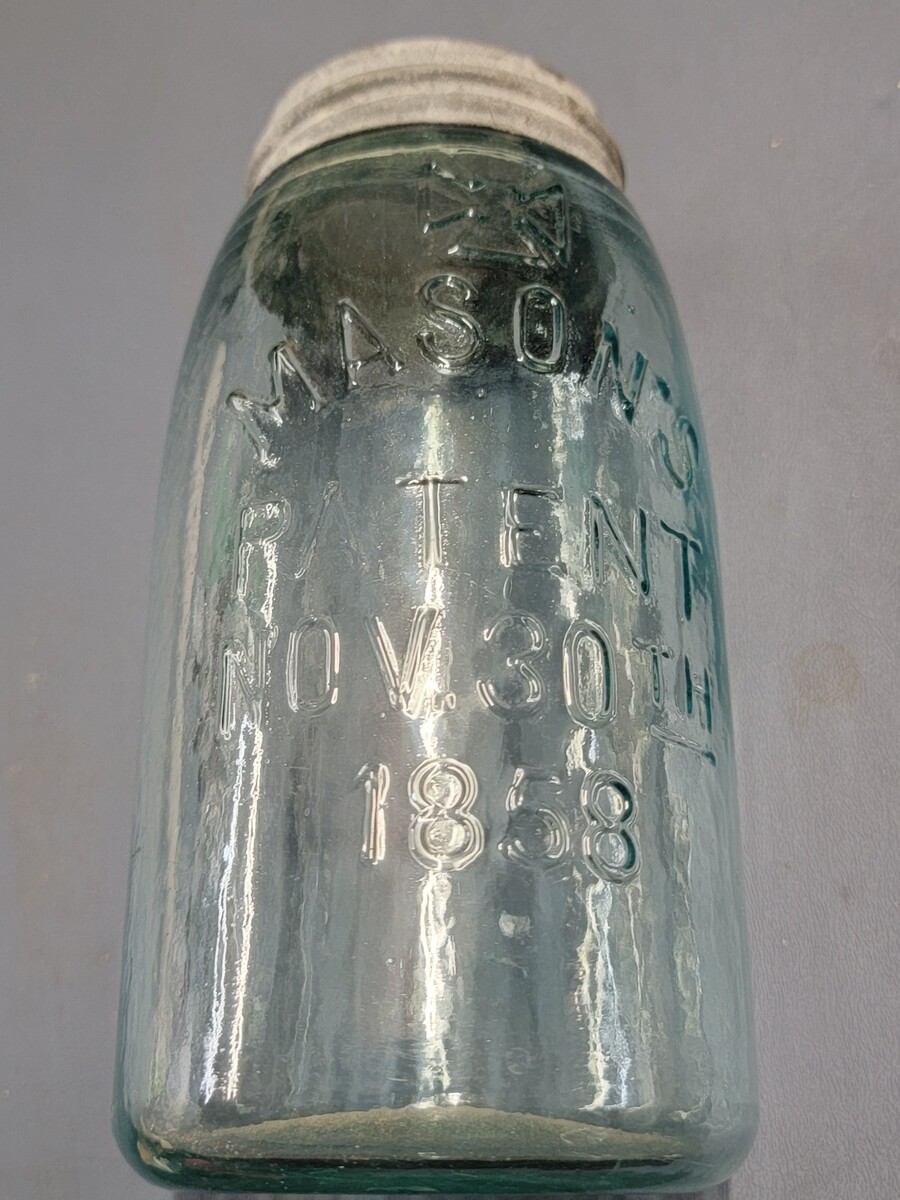 MASON'S
PATENT
NOV. 30TH
1858